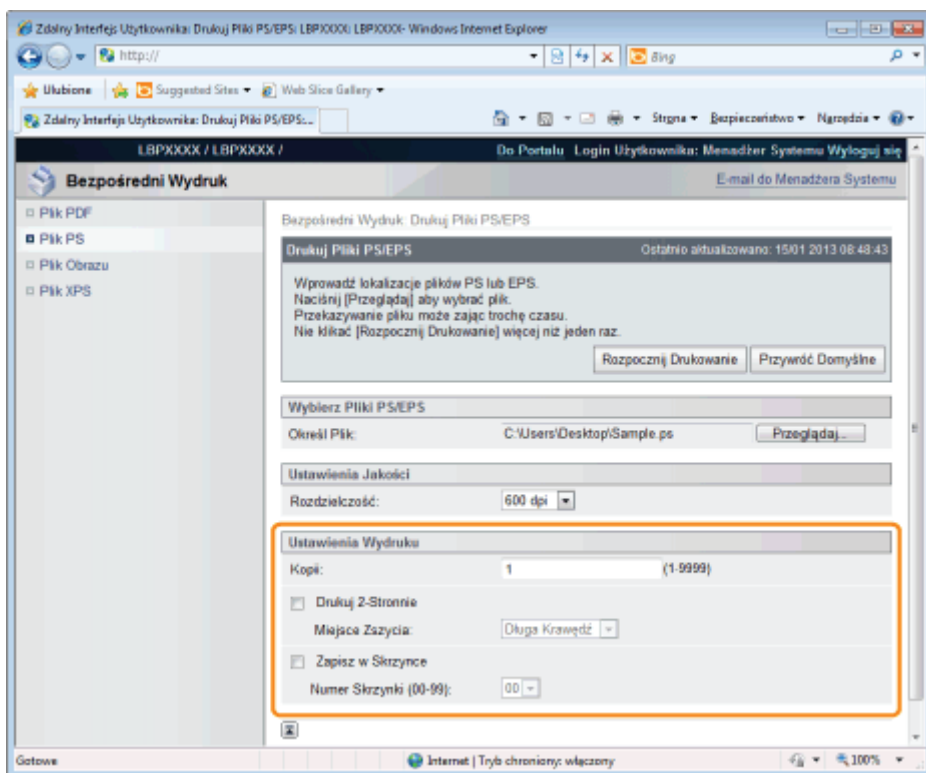 Zdalny Interfejs Użytkownika: Drukuj Pliki PS/EPS: LBPXXXX: LBPXXXX- Windows Internet Explorer
http://
Bing
Ulubione Suggested Sites Web Slice Gallery
Zdalny Interfejs Użytkownika: Drukuj Pliki PS/EPS:... Strona Bezpieczeństwo Narzędzia
LBPXXXX / LBPXXXX / Do Portalu Login Użytkownika: Menadżer Systemu Wyloguj się
Bezpośredni Wydruk E-mail do Menadżera Systemu
Plik PDF
Plik PS
Plik Obrazu
Plik XPS
Bezpośredni Wydruk: Drukuj Pliki PS/EPS
Drukuj Pliki PS/EPS Ostatnio aktualizowano: 15/01 2013 08:48:43
Wprowadź lokalizacje plików PS lub EPS.
Naciśnij [Przeglądaj] aby wybrać plik.
Przekazywanie pliku może zając trochę czasu.
Nie klikać [Rozpocznij Drukowanie] więcej niż jeden raz.
Rozpocznij Drukowanie Przywróć Domyślne
Wybierz Pliki PS/EPS
Określ Plik: C:\Users\Desktop\Sample.ps Przeglądaj...
Ustawienia Jakości
Rozdzielczość: 600 dpi
Ustawienia Wydruku
Kopii: 1 (1-9999)
Drukuj 2-Stronnie
Miejsce Zszycia: Długa Krawędź
Zapisz w Skrzynce
Numer Skrzynki (00-99): 00
Gotowe Internet | Tryb chroniony: włączony 100%